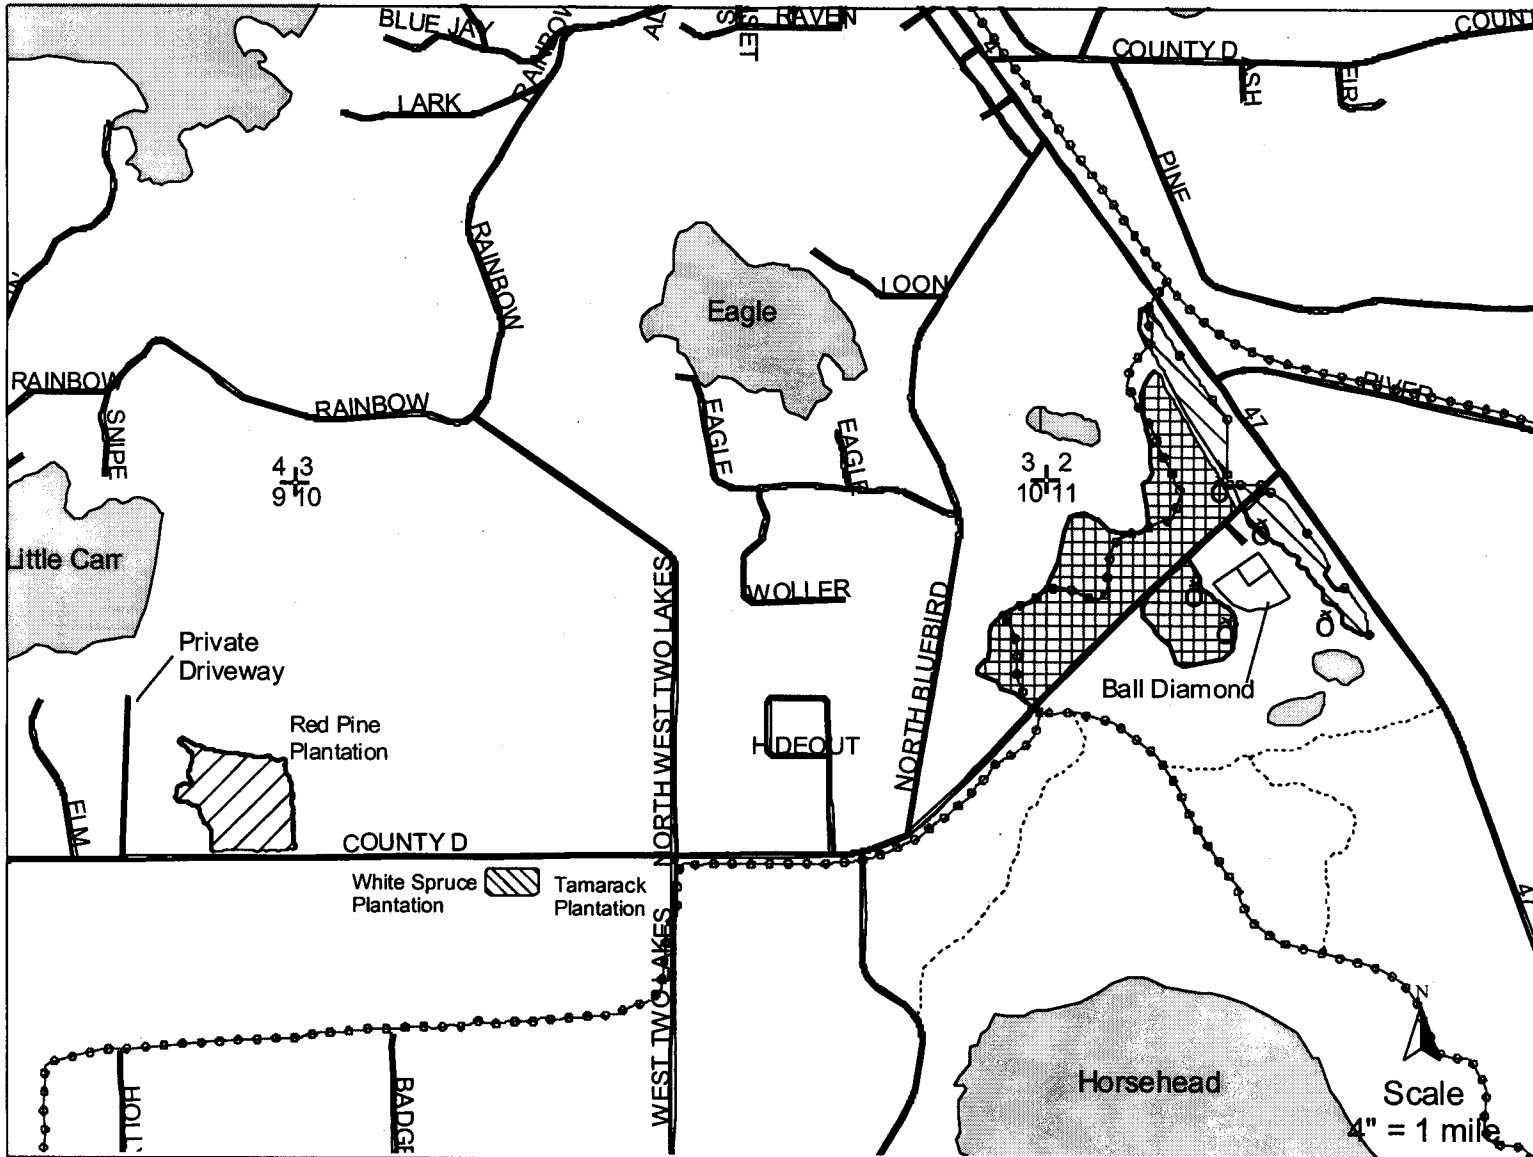 BLUE JAY
RAINBOW
RAVEN
COUNTY D
LARK
PINE
RAINBOW
LOON
Eagle
RAINBOW
RAINBOW
RIVER
SNIPE
EAGLE
EAGLE
47
4 3
9 10
3 2
10 11
Little Carr
WOLLER
NORTH WEST TWO LAKES
NORTH BLUEBIRD
Private
Driveway
Ball Diamond
Red Pine
Plantation
HIDEOUT
ELM
COUNTY D
White Spruce
Plantation
Tamarack
Plantation
WEST TWO LAKES
47
N
Horsehead
Scale
4" = 1 mile
HOLLY
BADGE